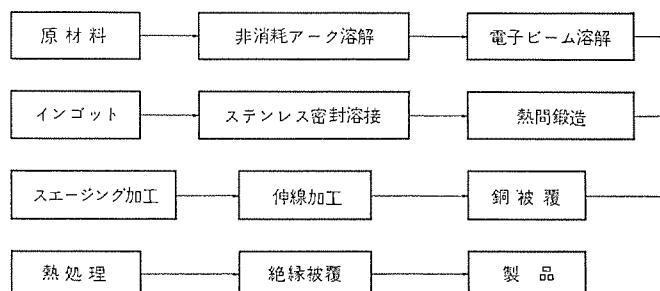 原材料 非消耗アーク溶解 電子ビーム溶解
インゴット ステンレス密封溶接 熱間鍛造
スエージング加工 伸線加工 銅被覆
熱処理 絶縁被覆 製品